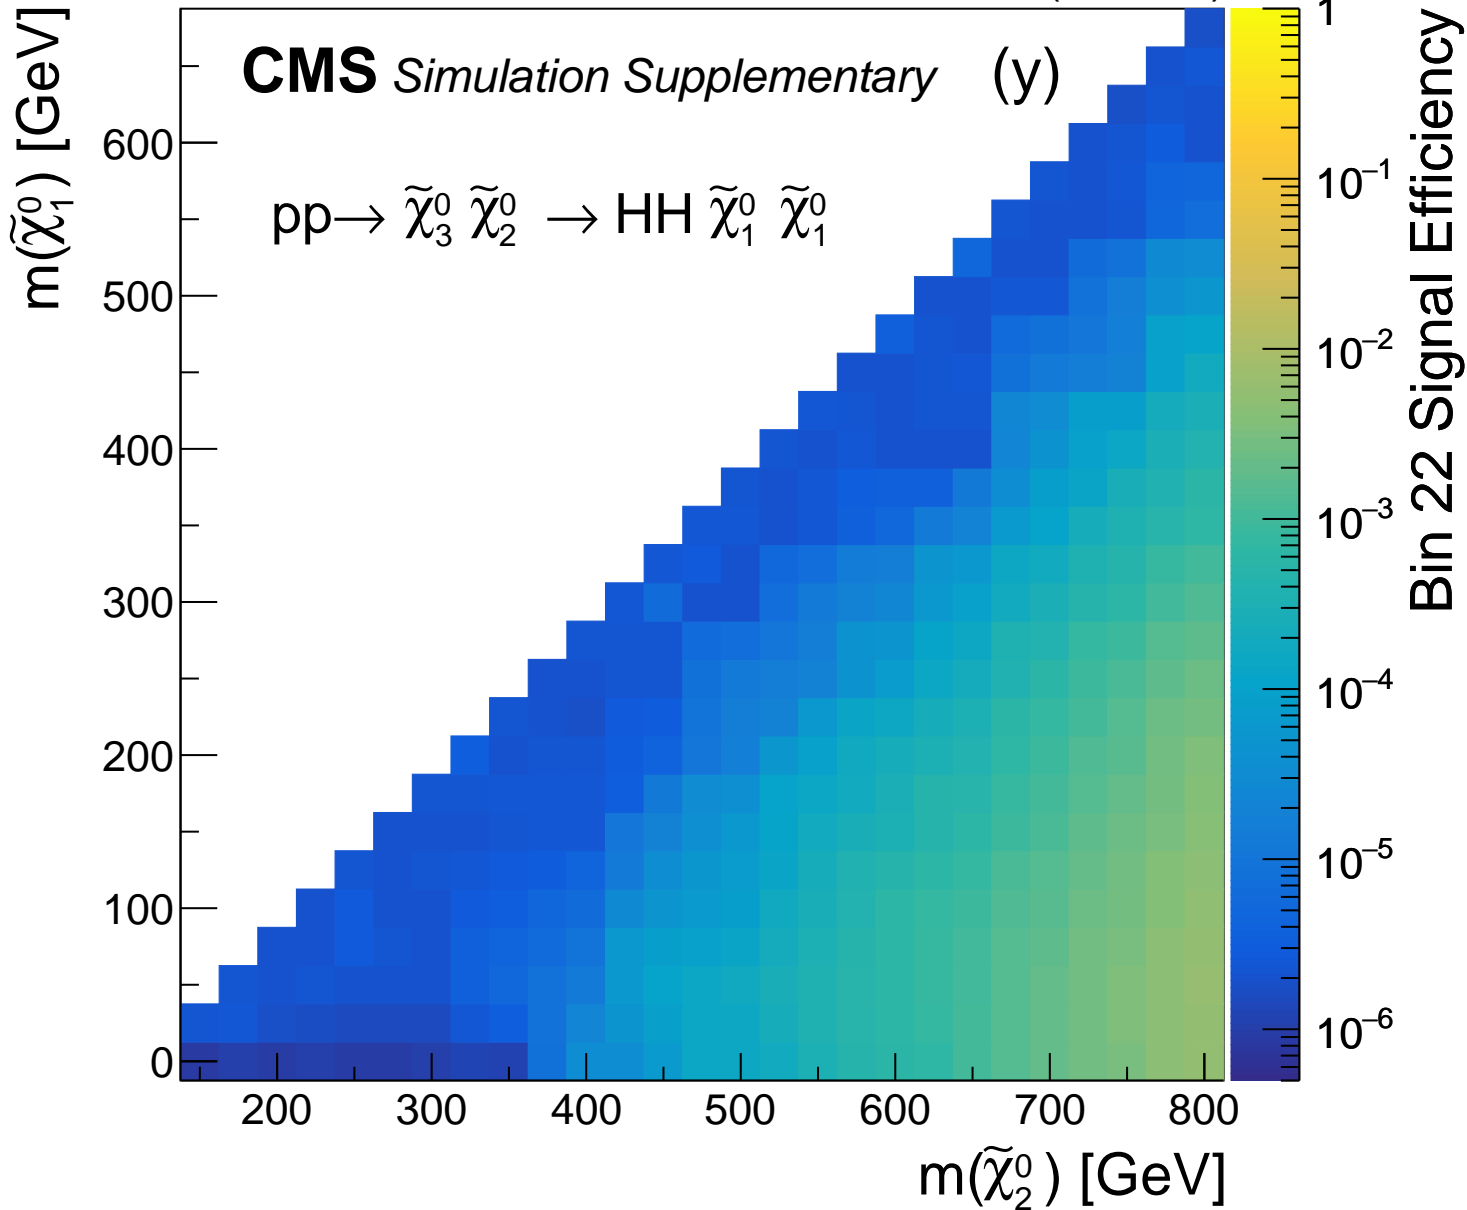 CMS Simulation Supplementary (y)
pp→ χ̃⁰₃ χ̃⁰₂ → HH χ̃⁰₁ χ̃⁰₁
m(χ̃⁰₁) [GeV]
600
500
400
300
200
100
0
200 300 400 500 600 700 800
m(χ̃⁰₂) [GeV]
1
10⁻¹
10⁻²
10⁻³
10⁻⁴
10⁻⁵
10⁻⁶
Bin 22 Signal Efficiency